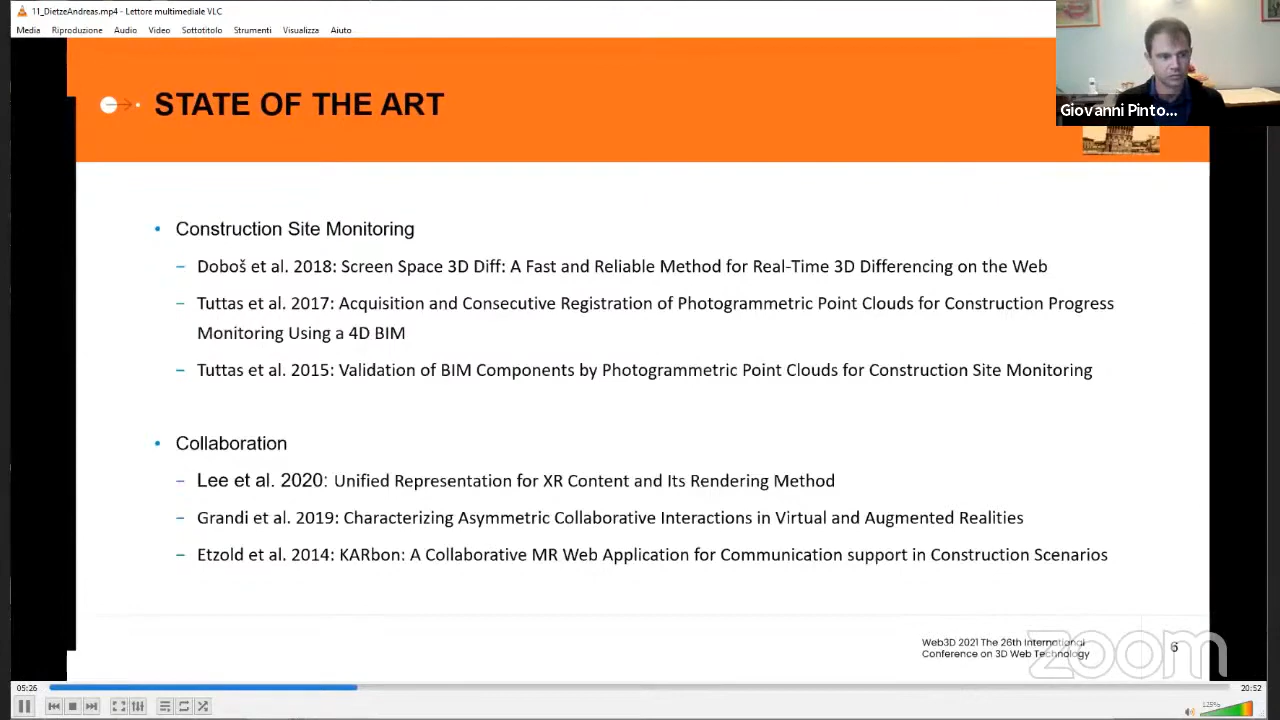 11_DietzeAndreas.mp4 - Lettore multimediale VLC
Media Riproduzione Audio Video Sottotitolo Strumenti Visualizza Aiuto
Giovanni Pinto...
STATE OF THE ART
• Construction Site Monitoring
– Doboš et al. 2018: Screen Space 3D Diff: A Fast and Reliable Method for Real-Time 3D Differencing on the Web
– Tuttas et al. 2017: Acquisition and Consecutive Registration of Photogrammetric Point Clouds for Construction Progress
Monitoring Using a 4D BIM
– Tuttas et al. 2015: Validation of BIM Components by Photogrammetric Point Clouds for Construction Site Monitoring
• Collaboration
– Lee et al. 2020: Unified Representation for XR Content and Its Rendering Method
– Grandi et al. 2019: Characterizing Asymmetric Collaborative Interactions in Virtual and Augmented Realities
– Etzold et al. 2014: KARbon: A Collaborative MR Web Application for Communication support in Construction Scenarios
Web3D 2021 The 26th International
Conference on 3D Web Technology
6
zoom
05:26
20:52
125%